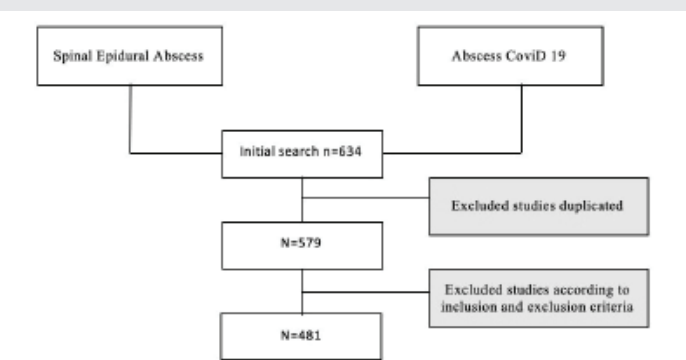 Spinal Epidural Abscess
Abscess CoviD 19
Initial search n=634
Excluded studies duplicated
N=579
Excluded studies according to
inclusion and exclusion criteria
N=481